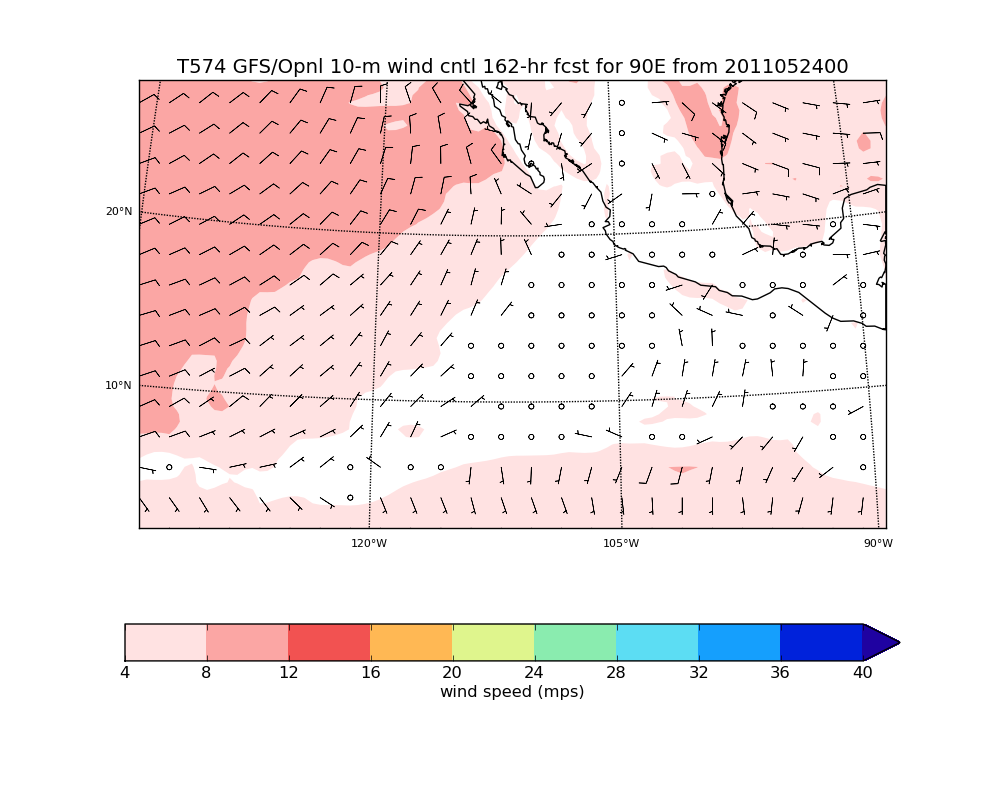 T574 GFS/Opnl 10-m wind cntl 162-hr fcst for 90E from 2011052400
20°N
10°N
120°W 105°W 90°W
4 8 12 16 20 24 28 32 36 40
wind speed (mps)